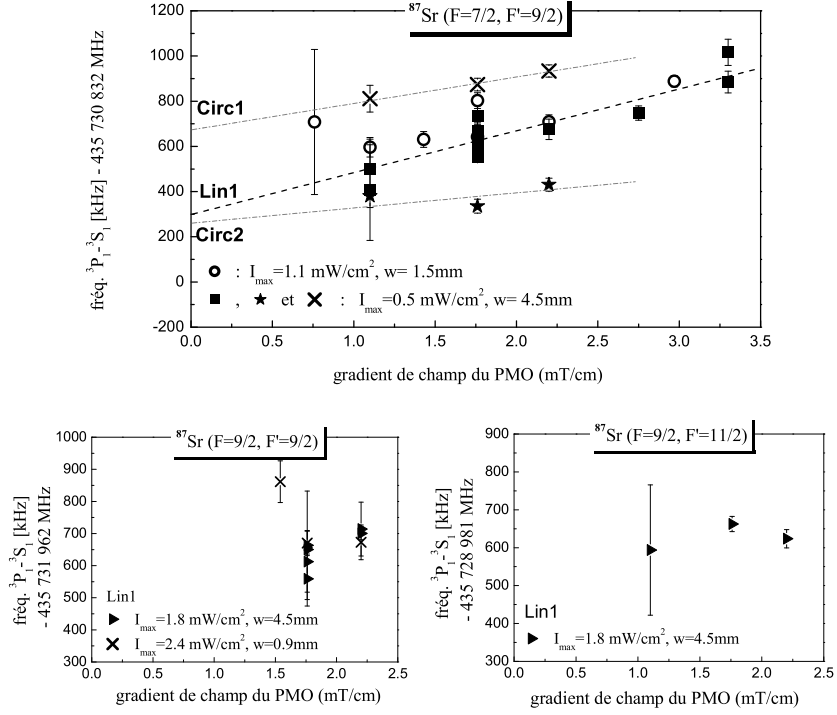 ⁸⁷Sr (F=7/2, F'=9/2)
fréq. ³P₁-³S₁ [kHz] - 435 730 832 MHz
1200
1000
800
600
400
200
0
-200
Circ1
Lin1
Circ2
: I_max=1.1 mW/cm², w= 1.5mm
, ★ et ✕ : I_max=0.5 mW/cm², w= 4.5mm
0.0 0.5 1.0 1.5 2.0 2.5 3.0 3.5
gradient de champ du PMO (mT/cm)
⁸⁷Sr (F=9/2, F'=9/2)
fréq. ³P₁-³S₁ [kHz]
- 435 731 962 MHz
1000
900
800
700
600
500
400
300
Lin1
I_max=1.8 mW/cm², w=4.5mm
I_max=2.4 mW/cm², w=0.9mm
0.0 0.5 1.0 1.5 2.0 2.5
gradient de champ du PMO (mT/cm)
⁸⁷Sr (F=9/2, F'=11/2)
fréq. ³P₁-³S₁ [kHz]
- 435 728 981 MHz
900
800
700
600
500
400
300
Lin1
I_max=1.8 mW/cm², w=4.5mm
0.0 0.5 1.0 1.5 2.0 2.5
gradient de champ du PMO (mT/cm)